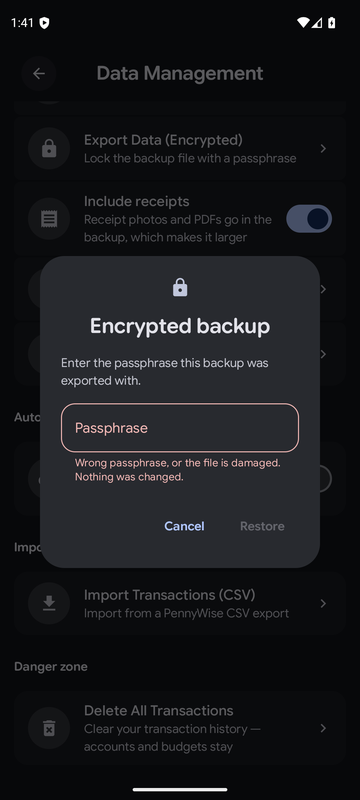 1:41
Data Management
Export Data (Encrypted)
Lock the backup file with a passphrase
Include receipts
Receipt photos and PDFs go in the
backup, which makes it larger
Encrypted backup
Enter the passphrase this backup was
exported with.
Passphrase
Wrong passphrase, or the file is damaged.
Nothing was changed.
Cancel
Restore
Auto
Impo
Import Transactions (CSV)
Import from a PennyWise CSV export
Danger zone
Delete All Transactions
Clear your transaction history —
accounts and budgets stay